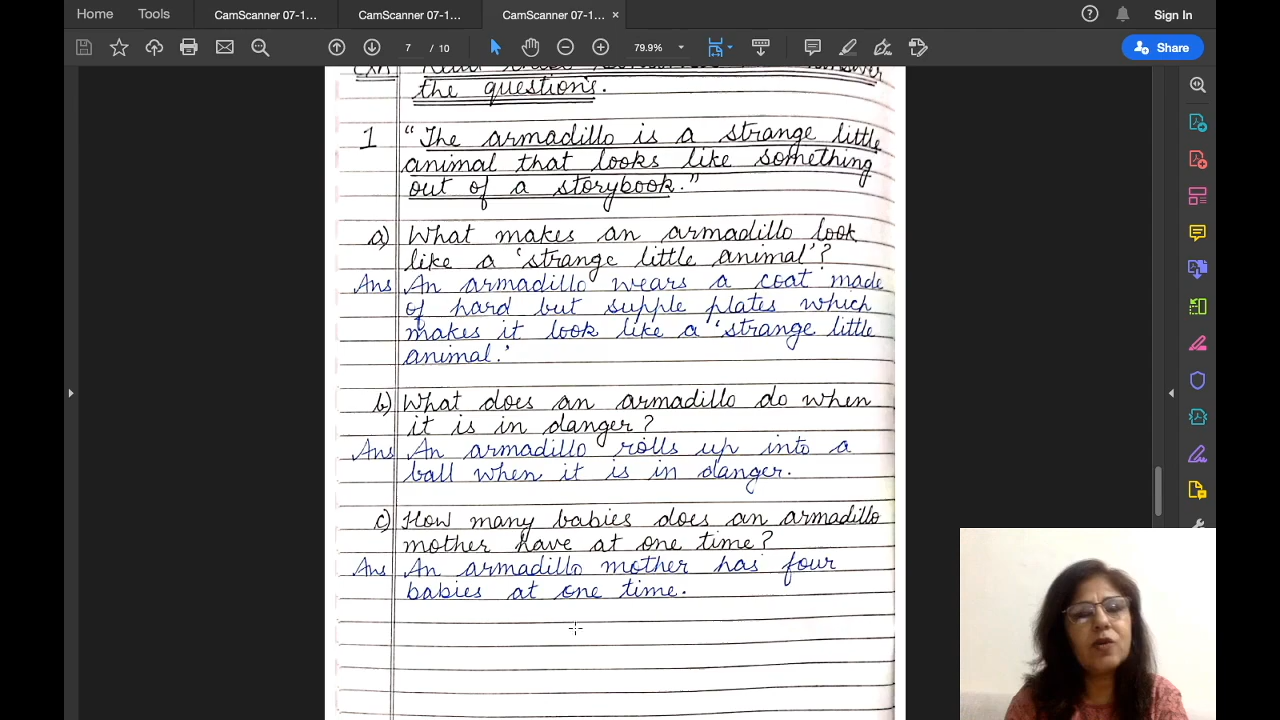 Home Tools CamScanner 07-1... CamScanner 07-1... CamScanner 07-1... × Sign In
7 / 10 79.9% Share
the questions.
1 "The armadillo is a strange little
animal that looks like something
out of a storybook."
a) What makes an armadillo look
like a 'strange little animal'?
Ans An armadillo wears a coat made
of hard but supple plates which
makes it look like a 'strange little
animal.'
b) What does an armadillo do when
it is in danger?
Ans An armadillo rolls up into a
ball when it is in danger.
c) How many babies does an armadillo
mother have at one time?
Ans An armadillo mother has four
babies at one time.